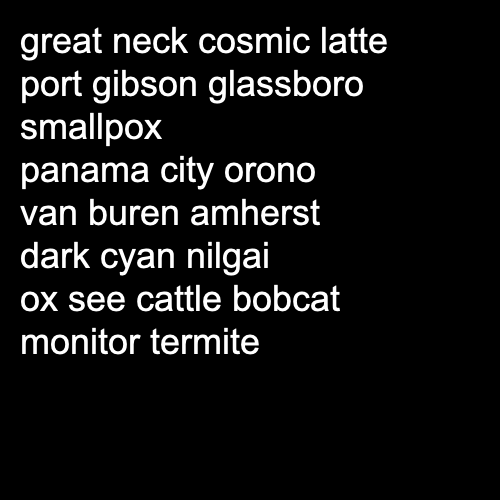 great neck cosmic latte
port gibson glassboro
smallpox
panama city orono
van buren amherst
dark cyan nilgai
ox see cattle bobcat
monitor termite